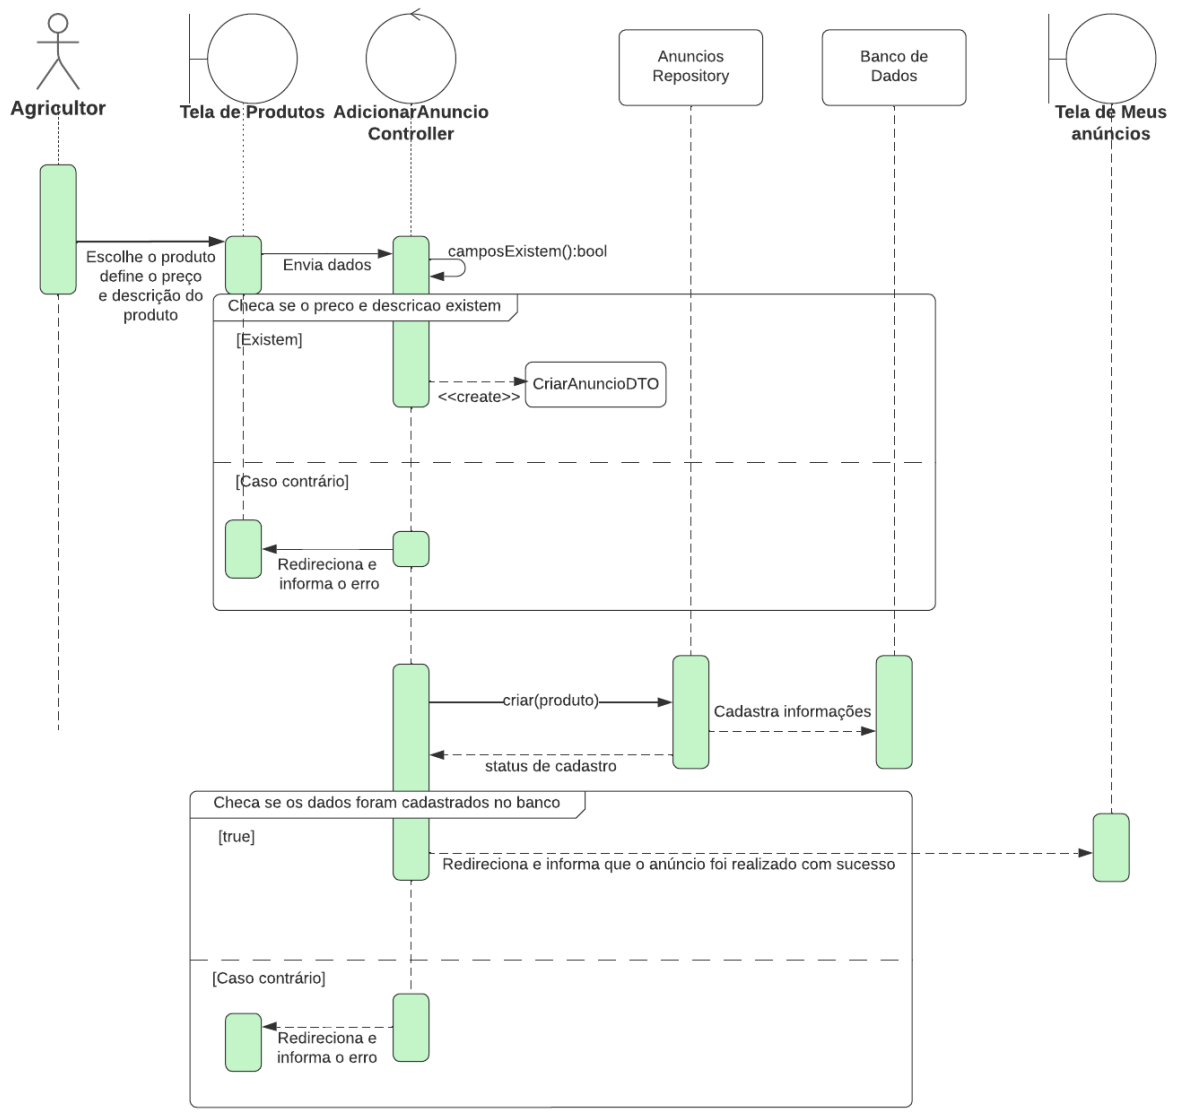 Agricultor
Tela de Produtos
AdicionarAnuncio
Controller
Anuncios
Repository
Banco de
Dados
Tela de Meus
anúncios
Escolhe o produto
define o preço
e descrição do
produto
Envia dados
camposExistem():bool
Checa se o preco e descricao existem
[Existem]
CriarAnuncioDTO
<<create>>
[Caso contrário]
Redireciona e
informa o erro
criar(produto)
Cadastra informações
status de cadastro
Checa se os dados foram cadastrados no banco
[true]
Redireciona e informa que o anúncio foi realizado com sucesso
[Caso contrário]
Redireciona e
informa o erro